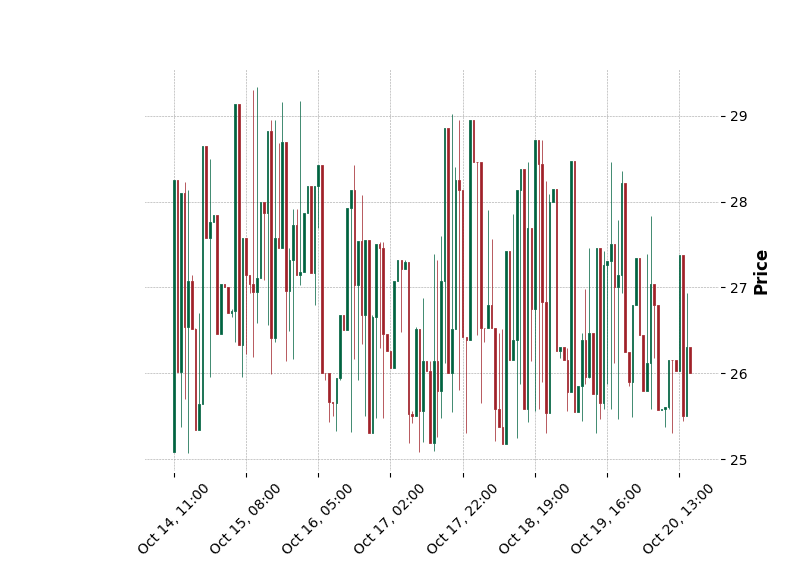 29
28
27
26
25
Price
Oct 14, 11:00
Oct 15, 08:00
Oct 16, 05:00
Oct 17, 02:00
Oct 17, 22:00
Oct 18, 19:00
Oct 19, 16:00
Oct 20, 13:00